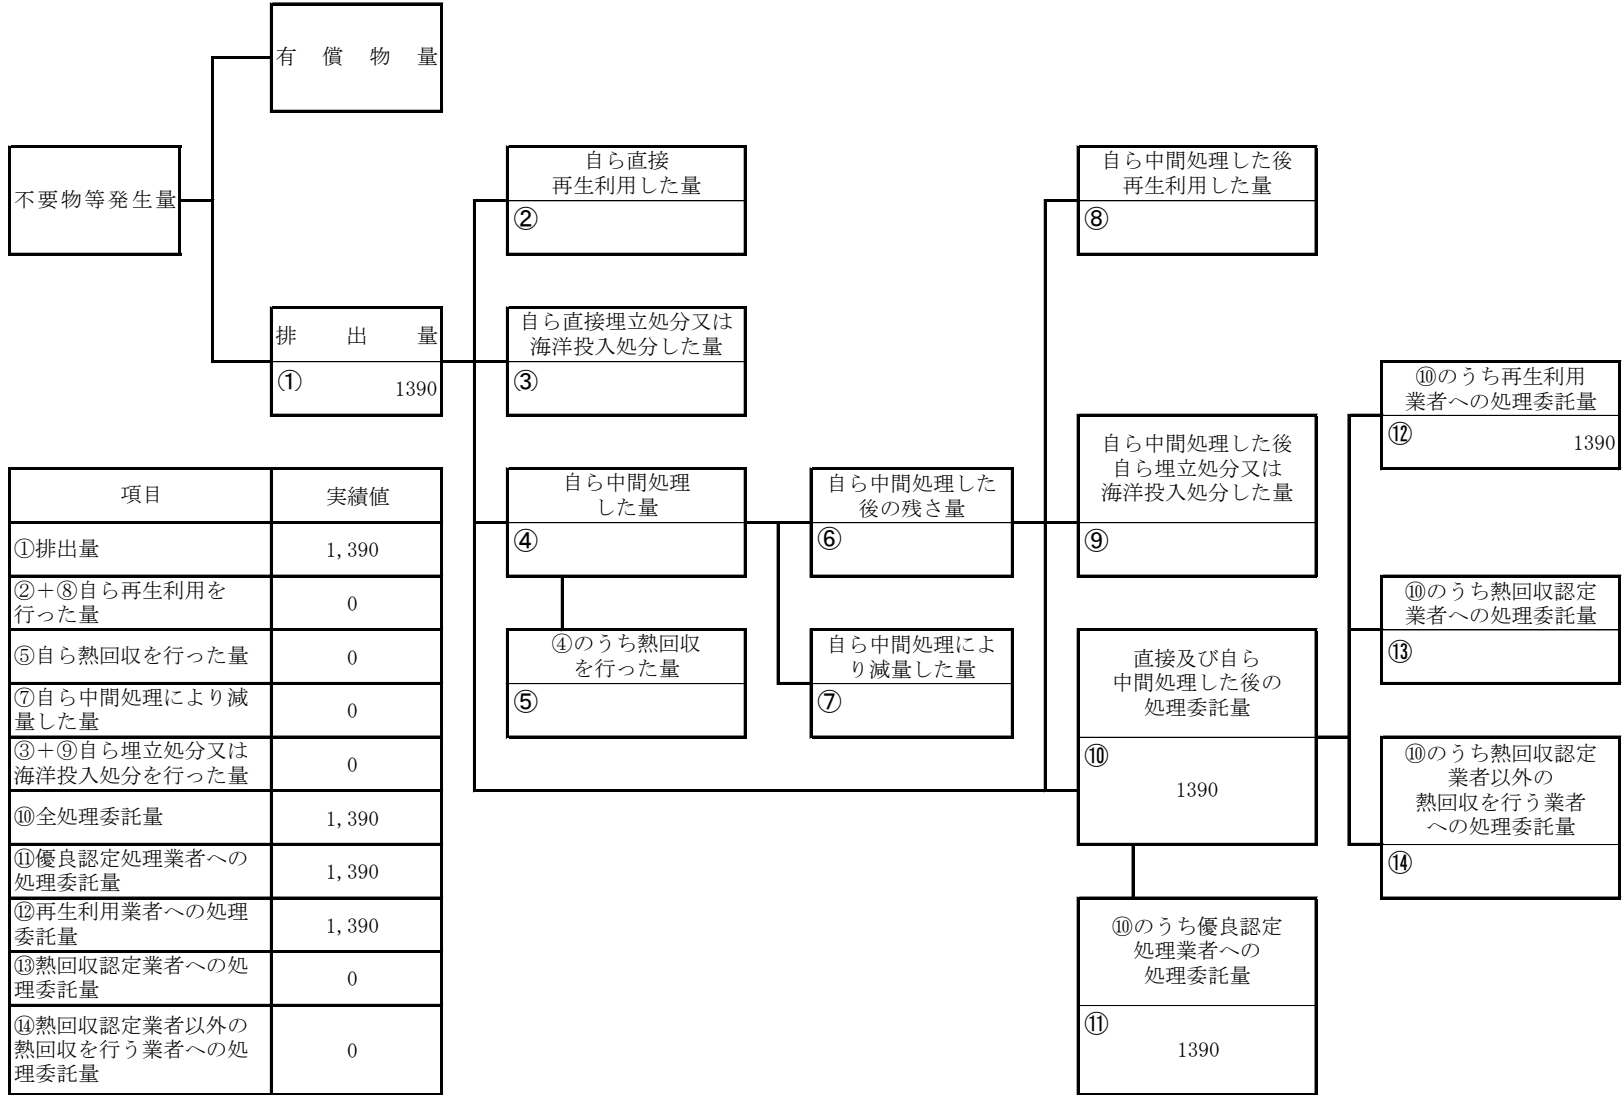 有償物量
不要物等発生量
排出量
① 1390
自ら直接
再生利用した量
②
自ら直接埋立処分又は
海洋投入処分した量
③
自ら中間処理
した量
④
④のうち熱回収
を行った量
⑤
自ら中間処理した
後の残さ量
⑥
自ら中間処理によ
り減量した量
⑦
自ら中間処理した後
再生利用した量
⑧
自ら中間処理した後
自ら埋立処分又は
海洋投入処分した量
⑨
直接及び自ら
中間処理した後の
処理委託量
⑩
1390
⑩のうち優良認定
処理業者への
処理委託量
⑪
1390
⑩のうち再生利用
業者への処理委託量
⑫ 1390
⑩のうち熱回収認定
業者への処理委託量
⑬
⑩のうち熱回収認定
業者以外の
熱回収を行う業者
への処理委託量
⑭
項目 実績値
①排出量 1,390
②+⑧自ら再生利用を
行った量 0
⑤自ら熱回収を行った量 0
⑦自ら中間処理により減
量した量 0
③+⑨自ら埋立処分又は
海洋投入処分を行った量 0
⑩全処理委託量 1,390
⑪優良認定処理業者への
処理委託量 1,390
⑫再生利用業者への処理
委託量 1,390
⑬熱回収認定業者への処
理委託量 0
⑭熱回収認定業者以外の
熱回収を行う業者への処
理委託量 0